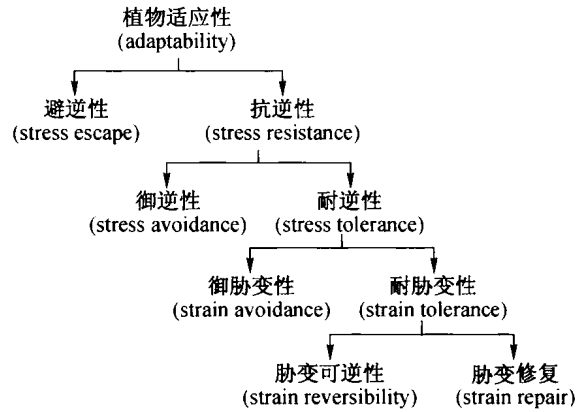 植物适应性
(adaptability)
避逆性
(stress escape)
抗逆性
(stress resistance)
御逆性
(stress avoidance)
耐逆性
(stress tolerance)
御胁变性
(strain avoidance)
耐胁变性
(strain tolerance)
胁变可逆性
(strain reversibility)
胁变修复
(strain repair)